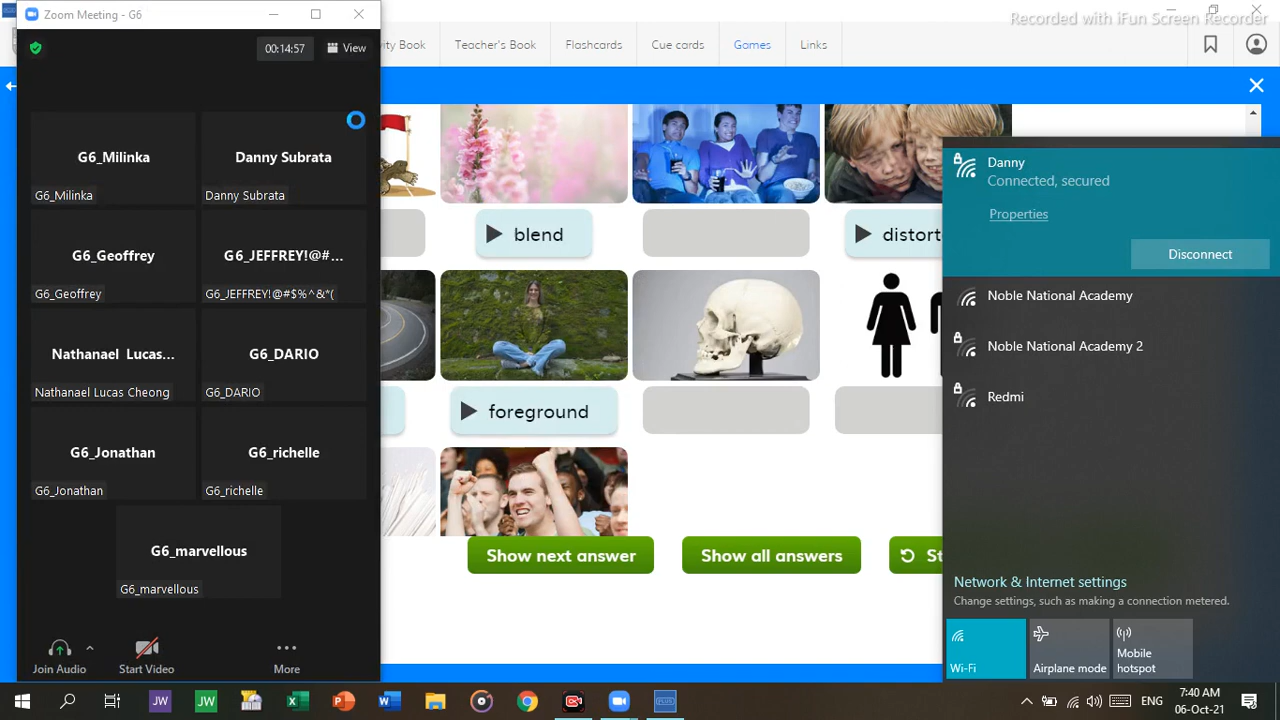 Zoom Meeting - G6
Recorded with iFun Screen Recorder
00:14:57
View
ity Book
Teacher's Book
Flashcards
Cue cards
Games
Links
G6_Milinka
G6_Milinka
Danny Subrata
Danny Subrata
G6_Geoffrey
G6_Geoffrey
G6_JEFFREY!@#...
G6_JEFFREY!@#$%^&*(
Nathanael Lucas...
Nathanael Lucas Cheong
G6_DARIO
G6_DARIO
G6_Jonathan
G6_Jonathan
G6_richelle
G6_richelle
G6_marvellous
G6_marvellous
Join Audio
Start Video
More
blend
distort
foreground
Show next answer
Show all answers
St
Danny
Connected, secured
Properties
Disconnect
Noble National Academy
Noble National Academy 2
Redmi
Network & Internet settings
Change settings, such as making a connection metered.
Wi-Fi
Airplane mode
Mobile
hotspot
JW
JW
ENG
7:40 AM
06-Oct-21